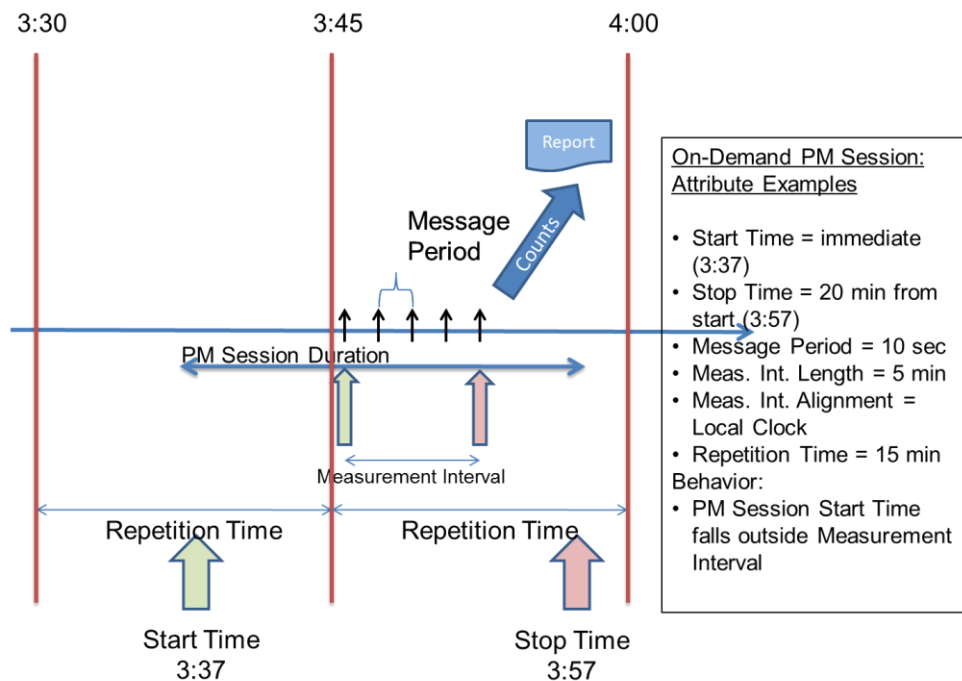 3:30
3:45
4:00
Report
Counts
Message
Period
PM Session Duration
Measurement Interval
Repetition Time
Repetition Time
Start Time
3:37
Stop Time
3:57
On-Demand PM Session:
Attribute Examples
• Start Time = immediate
(3:37)
• Stop Time = 20 min from
start (3:57)
• Message Period = 10 sec
• Meas. Int. Length = 5 min
• Meas. Int. Alignment =
Local Clock
• Repetition Time = 15 min
Behavior:
• PM Session Start Time
falls outside Measurement
Interval